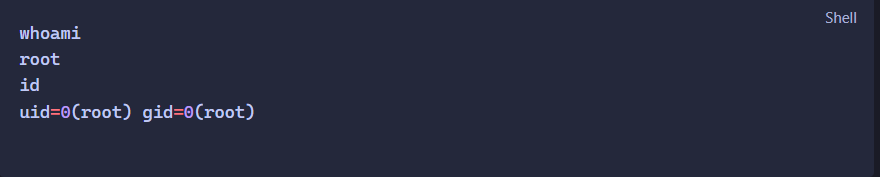 Shell
whoami
root
id
uid=0(root) gid=0(root)